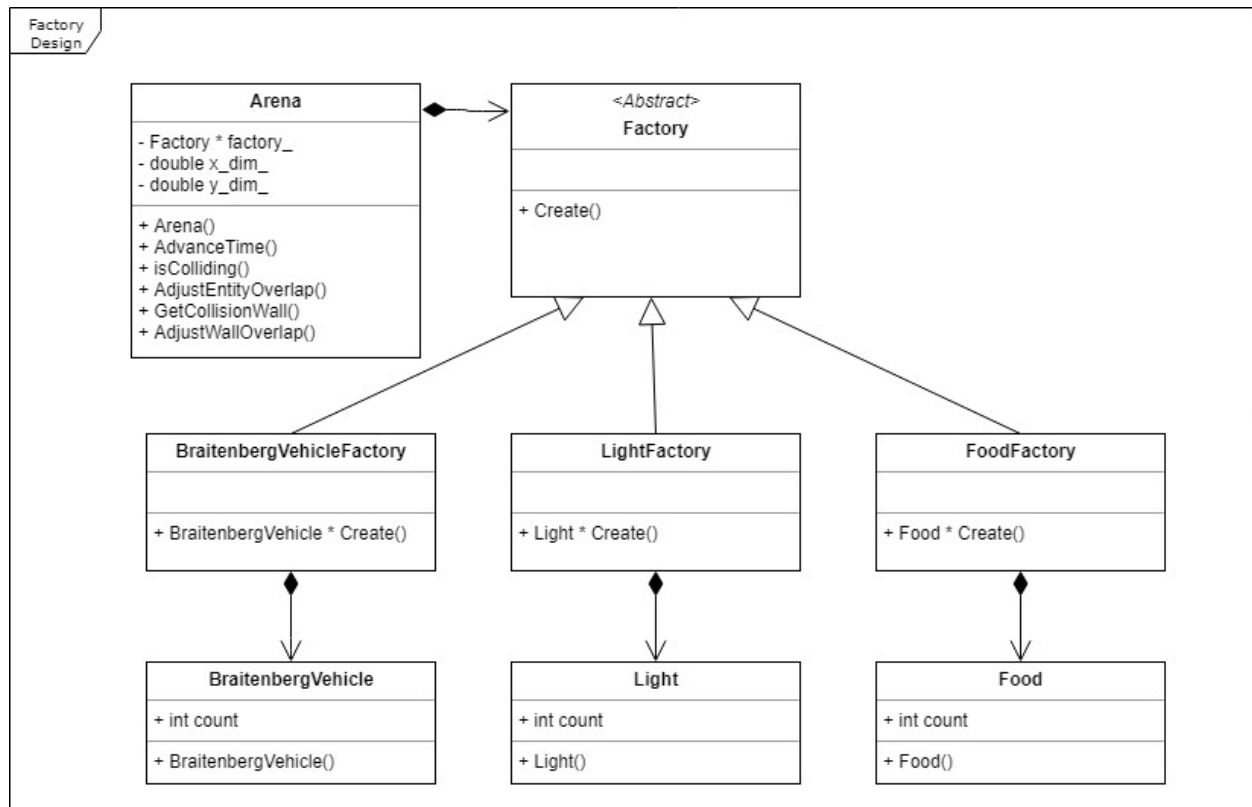 Factory
Design
Arena
- Factory * factory_
- double x_dim_
- double y_dim_
+ Arena()
+ AdvanceTime()
+ isColliding()
+ AdjustEntityOverlap()
+ GetCollisionWall()
+ AdjustWallOverlap()
<Abstract>
Factory
+ Create()
BraitenbergVehicleFactory
+ BraitenbergVehicle * Create()
LightFactory
+ Light * Create()
FoodFactory
+ Food * Create()
BraitenbergVehicle
+ int count
+ BraitenbergVehicle()
Light
+ int count
+ Light()
Food
+ int count
+ Food()